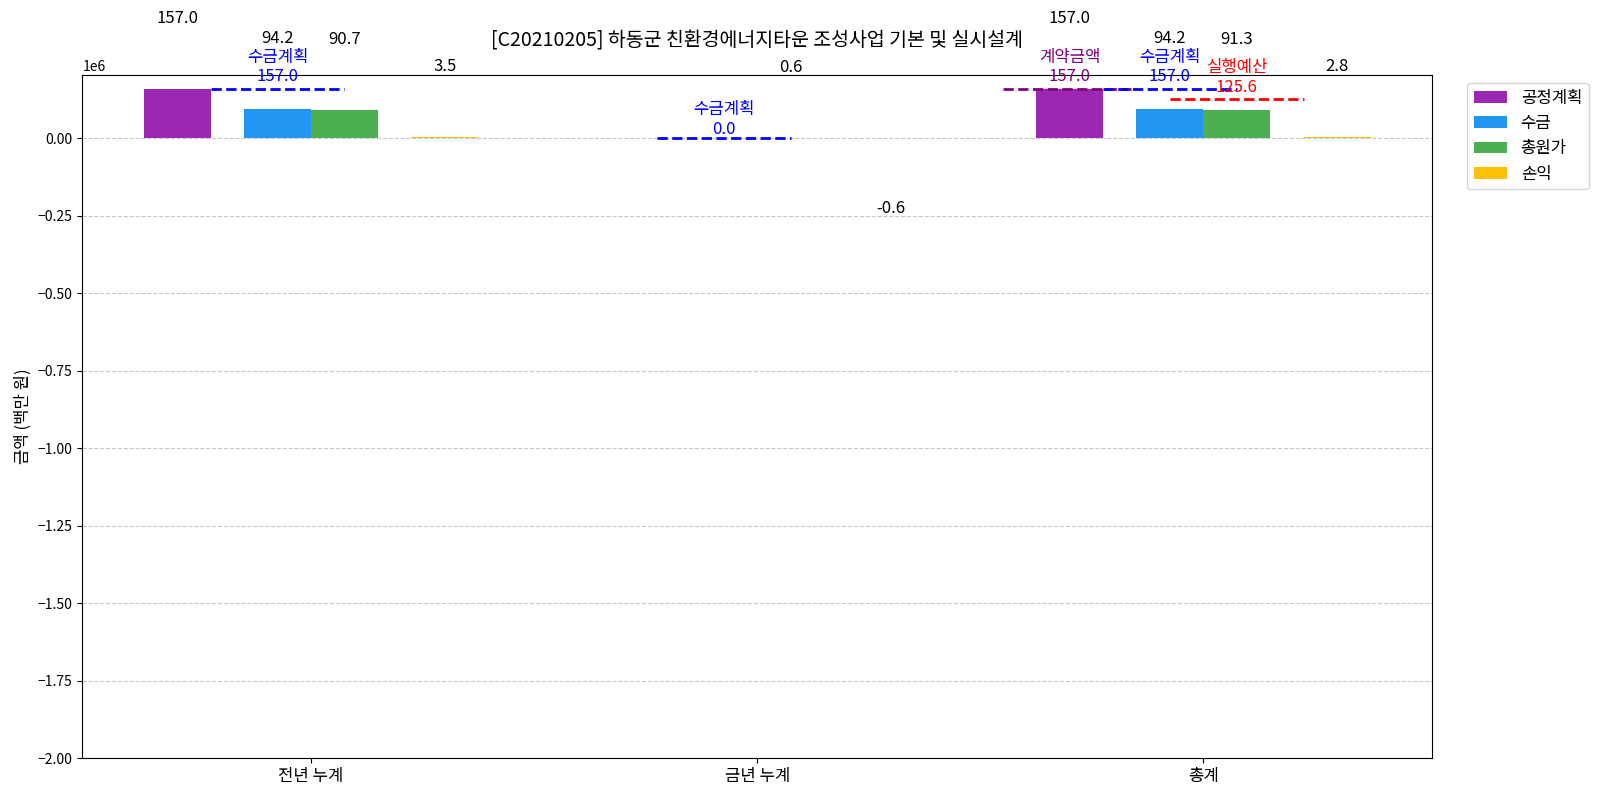 157.0
157.0
94.2
90.7
[C20210205] 하동군 친환경에너지타운 조성사업 기본 및 실시설계
94.2
91.3
수금계획
157.0
3.5
0.6
계약금액
157.0
수금계획
157.0
실행예산
125.6
2.8
1e6
수금계획
0.0
-0.6
공정계획
수금
총원가
손익
0.00
−0.25
−0.50
−0.75
−1.00
−1.25
−1.50
−1.75
−2.00
금액 (백만 원)
전년 누계
금년 누계
총계